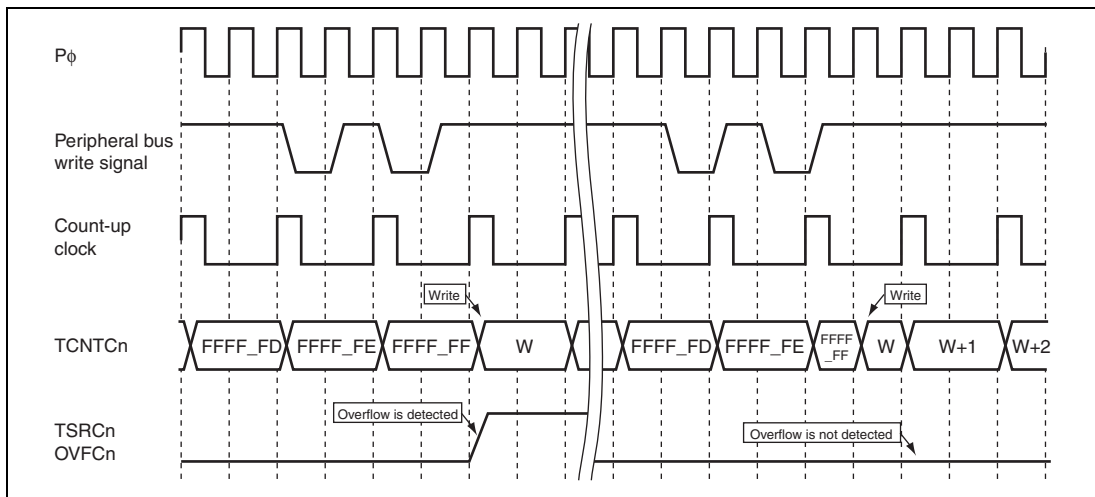 Pϕ
Peripheral bus
write signal
Count-up
clock
Write
Write
TCNTCn
FFFF_FD
FFFF_FE
FFFF_FF
W
FFFF_FD
FFFF_FE
FFFF
_FF
W
W+1
W+2
Overflow is detected
Overflow is not detected
TSRCn
OVFCn